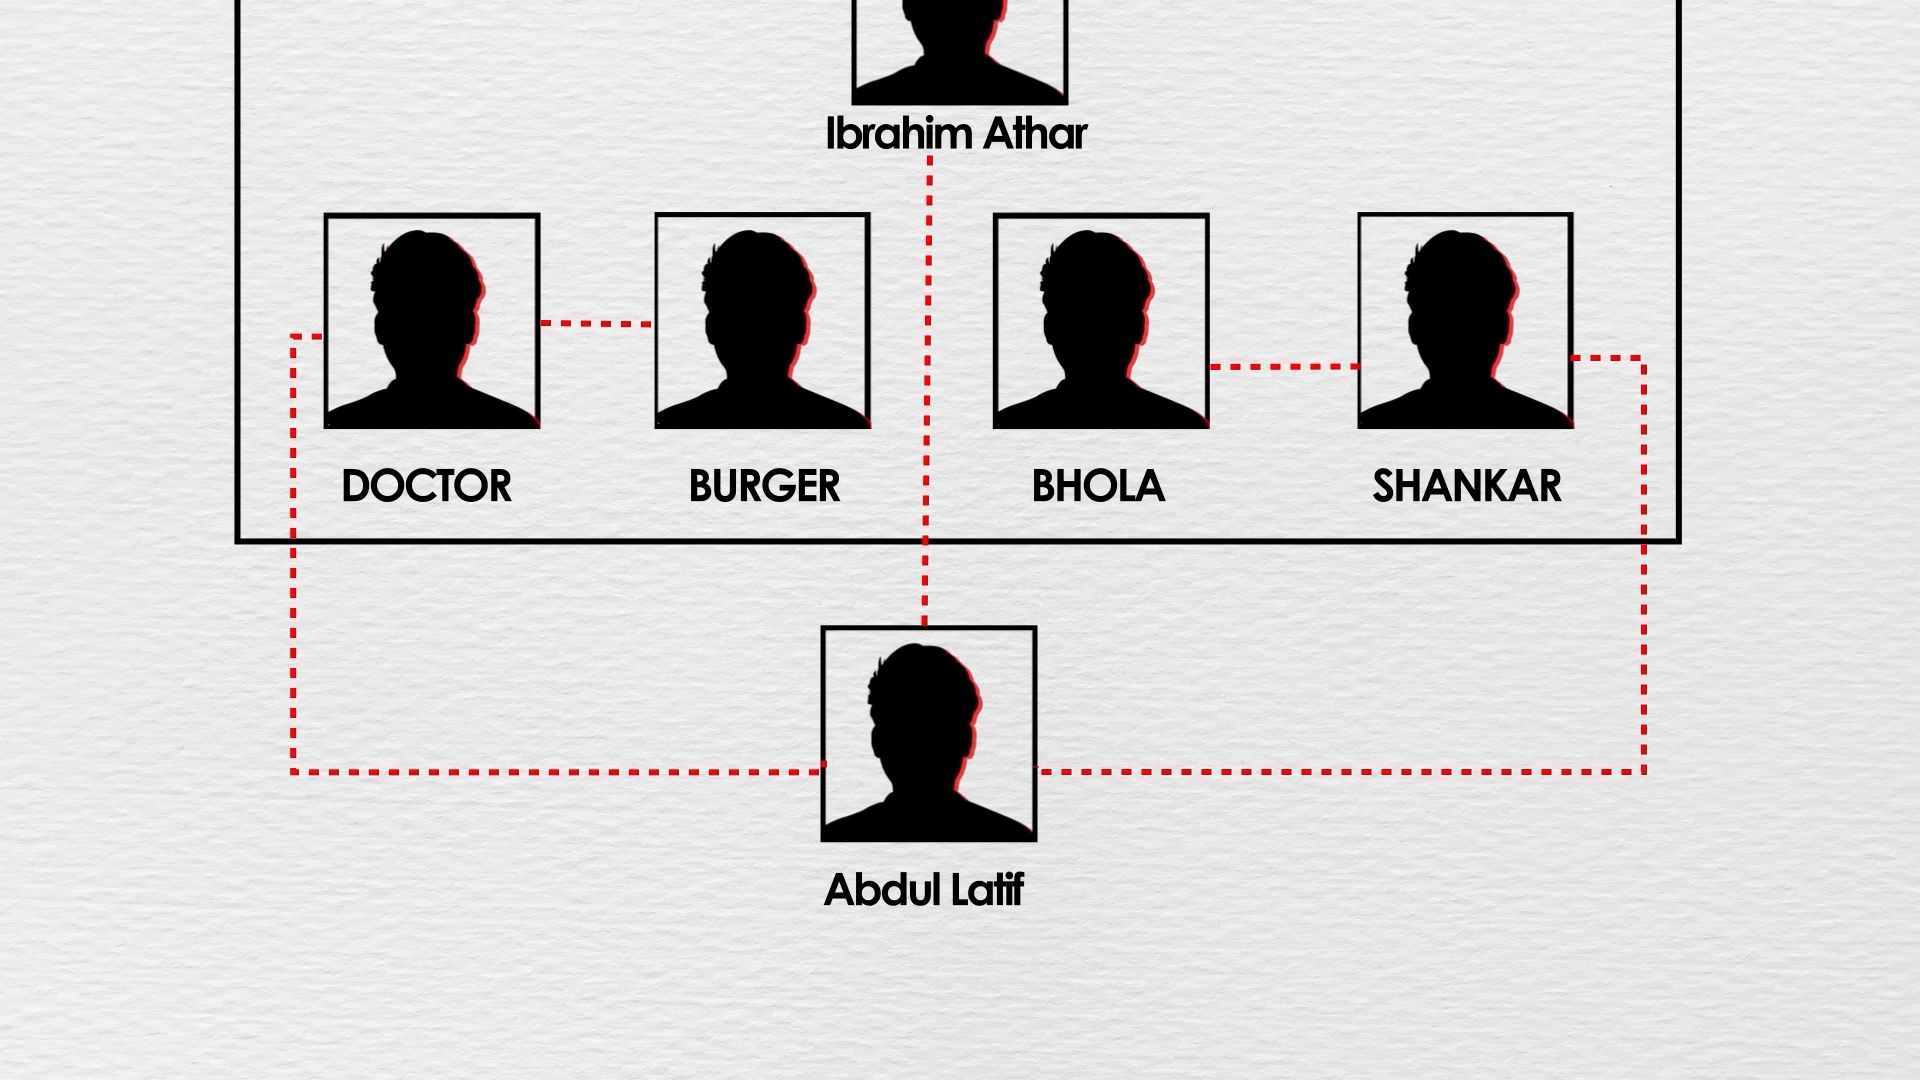 Ibrahim Athar
DOCTOR
BURGER
BHOLA
SHANKAR
Abdul Latif